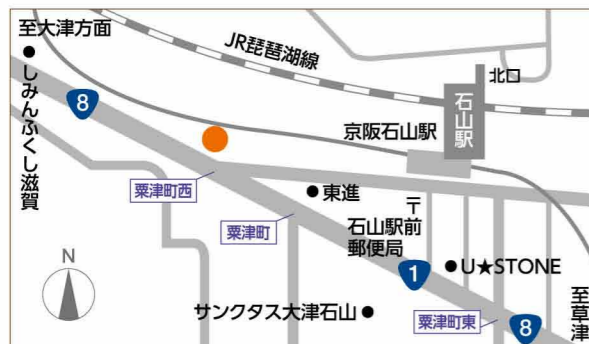 至大津方面
しみんふくし滋賀
8
JR琵琶湖線
北口
石山駅
京阪石山駅
粟津町西
東進
粟津町
〒
石山駅前
郵便局
1
U★STONE
サンクタス大津石山
粟津町東
8
至草津
N